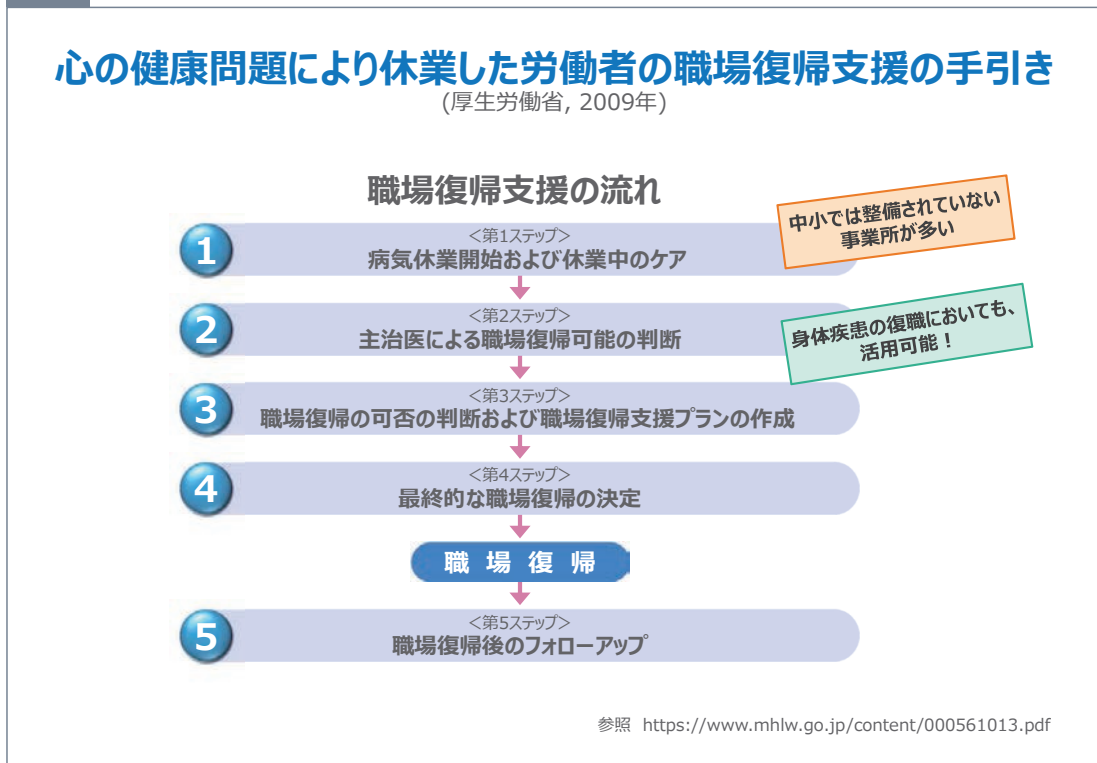 心の健康問題により休業した労働者の職場復帰支援の手引き
(厚生労働省, 2009年)
職場復帰支援の流れ
中小では整備されていない
事業所が多い
1
<第1ステップ>
病気休業開始および休業中のケア
身体疾患の復職においても、
活用可能！
2
<第2ステップ>
主治医による職場復帰可能の判断
3
<第3ステップ>
職場復帰の可否の判断および職場復帰支援プランの作成
4
<第4ステップ>
最終的な職場復帰の決定
職 場 復 帰
5
<第5ステップ>
職場復帰後のフォローアップ
参照 https://www.mhlw.go.jp/content/000561013.pdf